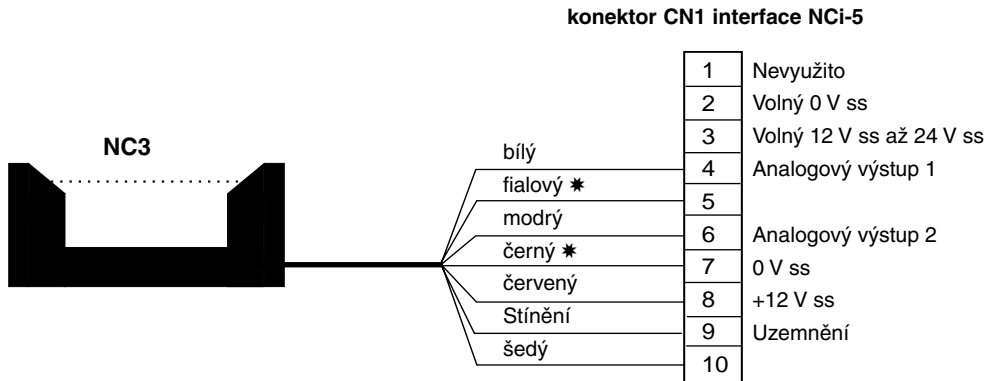 konektor CN1 interface NCi-5
NC3
bílý
fialový ✷
modrý
černý ✷
červený
Stínění
šedý
1 Nevyužito
2 Volný 0 V ss
3 Volný 12 V ss až 24 V ss
4 Analogový výstup 1
5
6 Analogový výstup 2
7 0 V ss
8 +12 V ss
9 Uzemnění
10